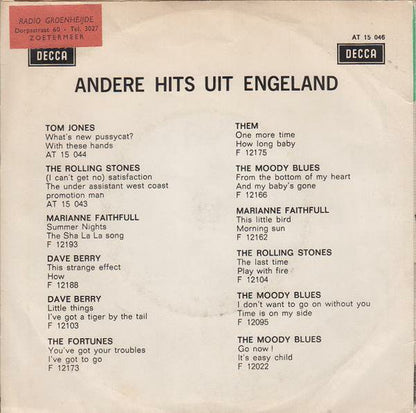 RADIO GROENHEIJDE
Dorpsstraat 60 - Tel. 3027
ZOETERMEER
DECCA
AT 15 046
DECCA
ANDERE HITS UIT ENGELAND
TOM JONES
What's new pussycat?
With these hands
AT 15 044
THE ROLLING STONES
(I can't get no) satisfaction
The under assistant west coast
promotion man
AT 15 043
MARIANNE FAITHFULL
Summer Nights
The Sha La La song
F 12193
DAVE BERRY
This strange effect
How
F 12188
DAVE BERRY
Little things
I've got a tiger by the tail
F 12103
THE FORTUNES
You've got your troubles
I've got to go
F 12173
THEM
One more time
How long baby
F 12175
THE MOODY BLUES
From the bottom of my heart
And my baby's gone
F 12166
MARIANNE FAITHFULL
This little bird
Morning sun
F 12162
THE ROLLING STONES
The last time
Play with fire
F 12104
THE MOODY BLUES
I don't want to go on without you
Time is on my side
F 12095
THE MOODY BLUES
Go now !
It's easy child
F 12022